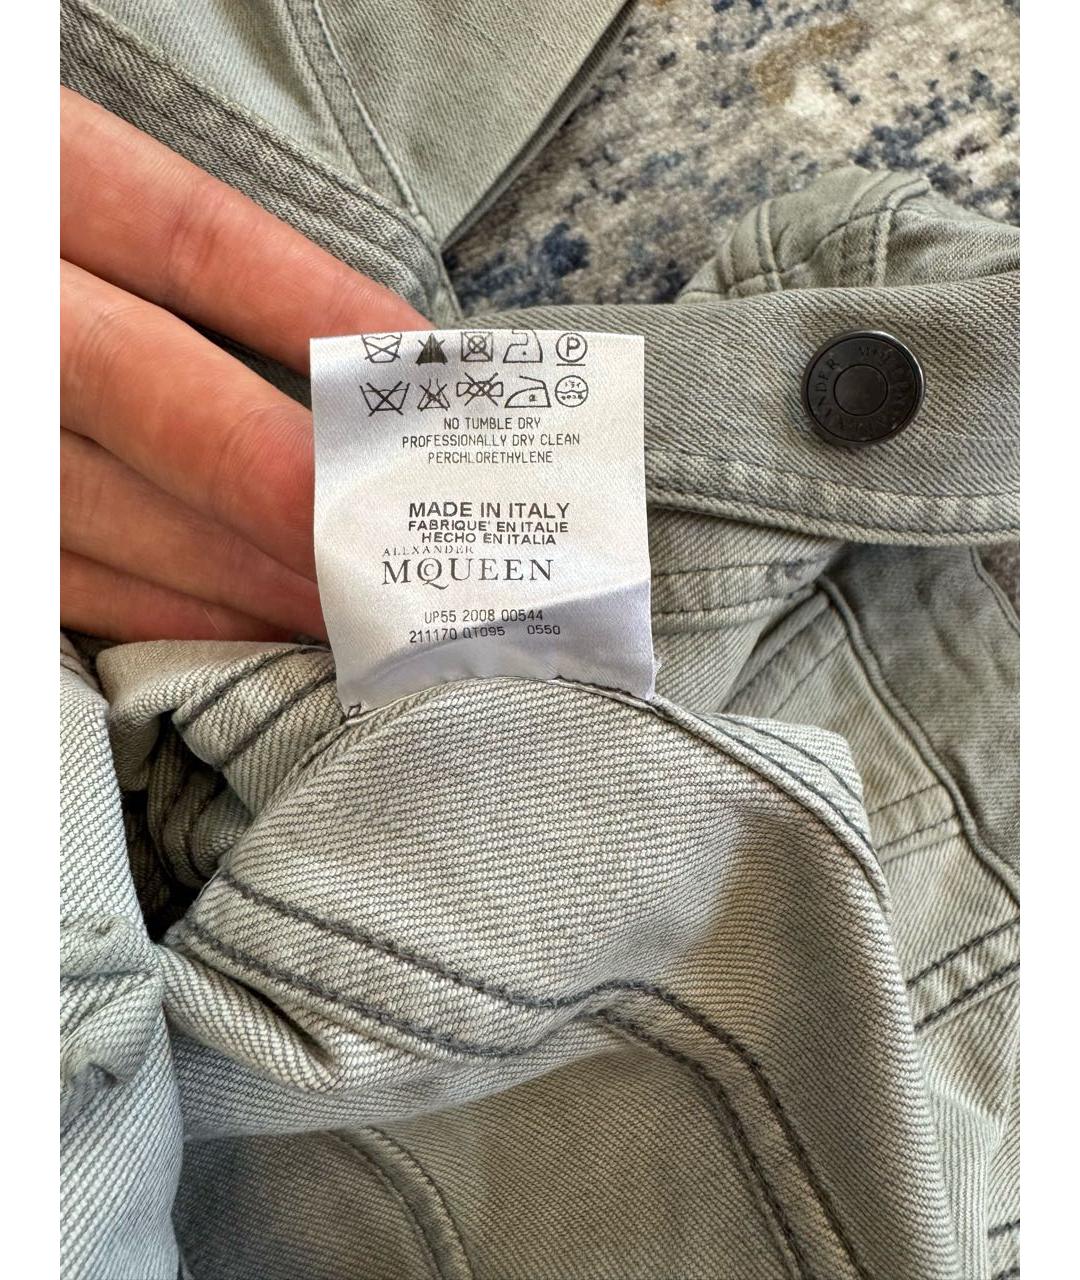 NO TUMBLE DRY
PROFESSIONALLY DRY CLEAN
PERCHLORETHYLENE
MADE IN ITALY
FABRIQUE' EN ITALIE
HECHO EN ITALIA
ALEXANDER
MCQUEEN
UP55 2008 00544
211170 QT095 0550
P